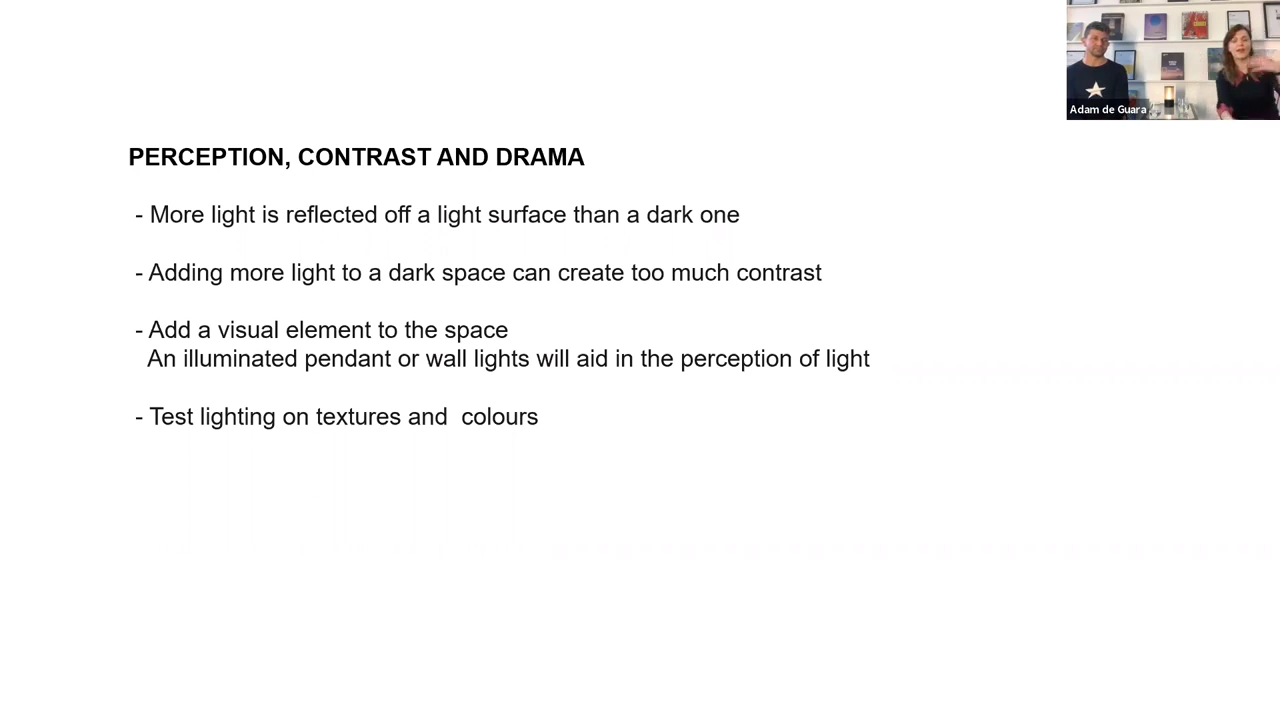 PERCEPTION, CONTRAST AND DRAMA
- More light is reflected off a light surface than a dark one
- Adding more light to a dark space can create too much contrast
- Add a visual element to the space
An illuminated pendant or wall lights will aid in the perception of light
- Test lighting on textures and  colours
Adam de Guara